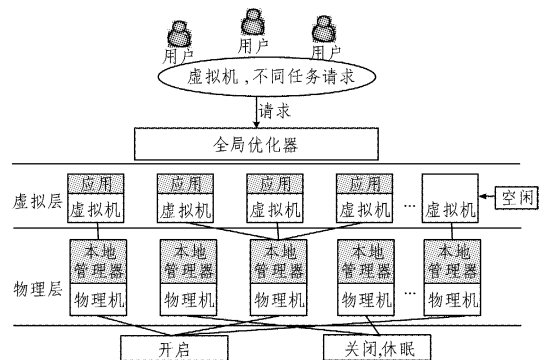 用户 用户 用户
虚拟机,不同任务请求
请求
全局优化器
应用 应用 应用 应用
虚拟层 虚拟机 虚拟机 虚拟机 虚拟机 ... 虚拟机 空闲
本地 本地 本地 本地 本地
管理器 管理器 管理器 管理器 管理器
物理层 物理机 物理机 物理机 物理机 ... 物理机
开启 关闭,休眠